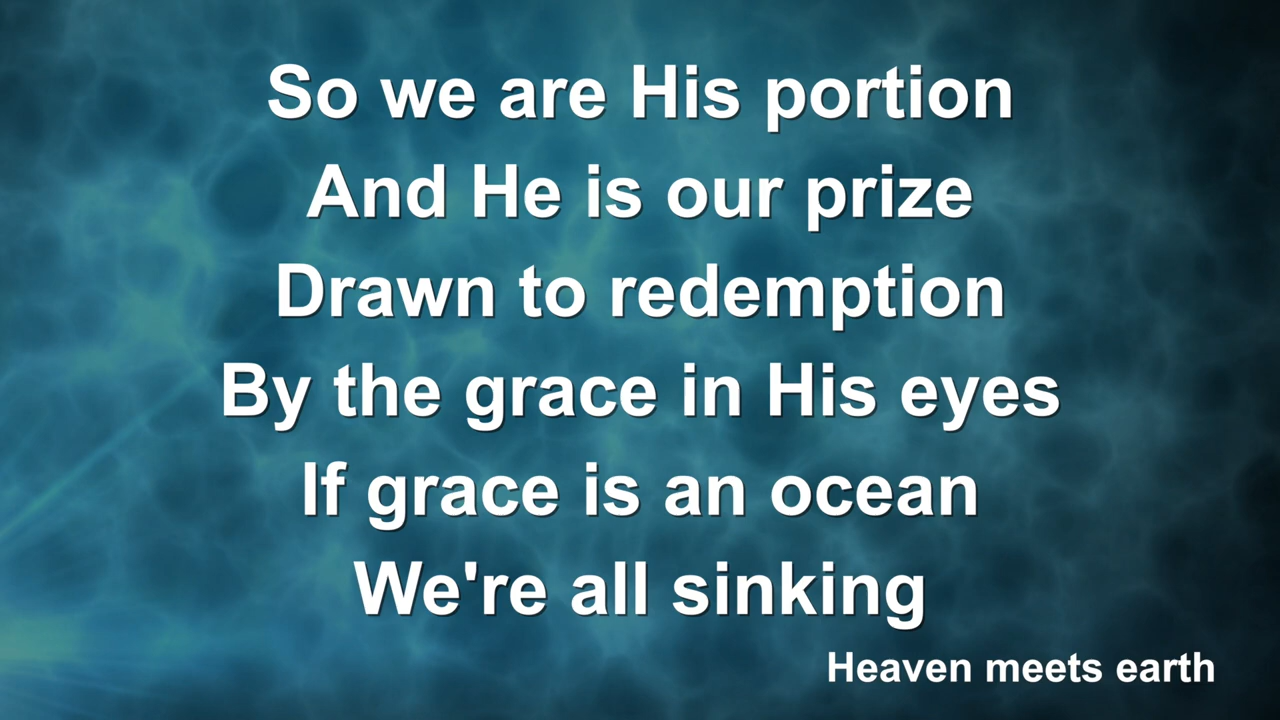 So we are His portion
And He is our prize
Drawn to redemption
By the grace in His eyes
If grace is an ocean
We're all sinking
Heaven meets earth